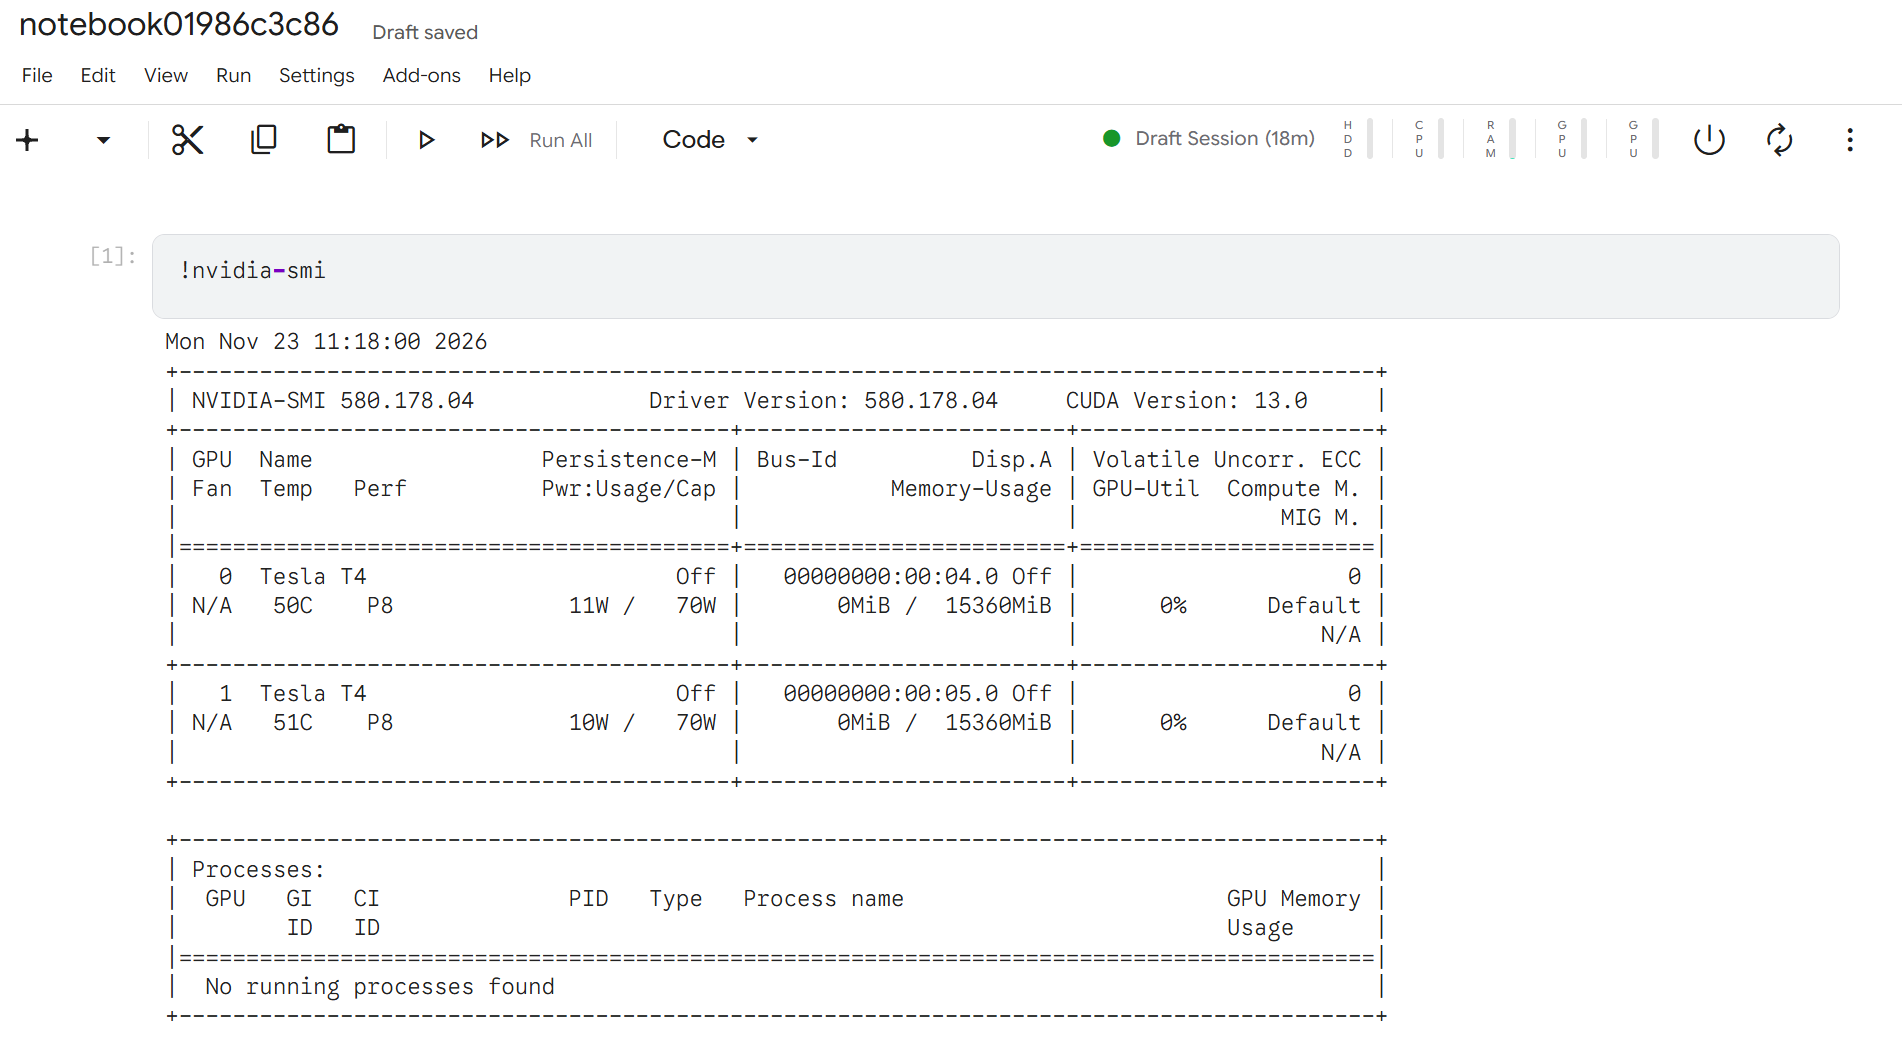 notebook01986c3c86 Draft saved
File Edit View Run Settings Add-ons Help
Run All Code Draft Session (18m) HDD CPU RAM GPU GPU
[1]:
!nvidia-smi
Mon Nov 23 11:18:00 2026
+-----------------------------------------------------------------------------------------+
| NVIDIA-SMI 580.178.04             Driver Version: 580.178.04     CUDA Version: 13.0     |
+-----------------------------------------+------------------------+----------------------+
| GPU  Name                 Persistence-M | Bus-Id          Disp.A | Volatile Uncorr. ECC |
| Fan  Temp   Perf          Pwr:Usage/Cap |           Memory-Usage | GPU-Util  Compute M. |
|                                         |                        |               MIG M. |
|=========================================+========================+======================|
|   0  Tesla T4                       Off |   00000000:00:04.0 Off |                    0 |
| N/A   50C    P8             11W /   70W |       0MiB /  15360MiB |      0%      Default |
|                                         |                        |                  N/A |
+-----------------------------------------+------------------------+----------------------+
|   1  Tesla T4                       Off |   00000000:00:05.0 Off |                    0 |
| N/A   51C    P8             10W /   70W |       0MiB /  15360MiB |      0%      Default |
|                                         |                        |                  N/A |
+-----------------------------------------+------------------------+----------------------+

+-----------------------------------------------------------------------------------------+
| Processes:                                                                              |
|  GPU   GI   CI              PID   Type   Process name                        GPU Memory |
|        ID   ID                                                               Usage      |
|=========================================================================================|
|  No running processes found                                                             |
+-----------------------------------------------------------------------------------------+